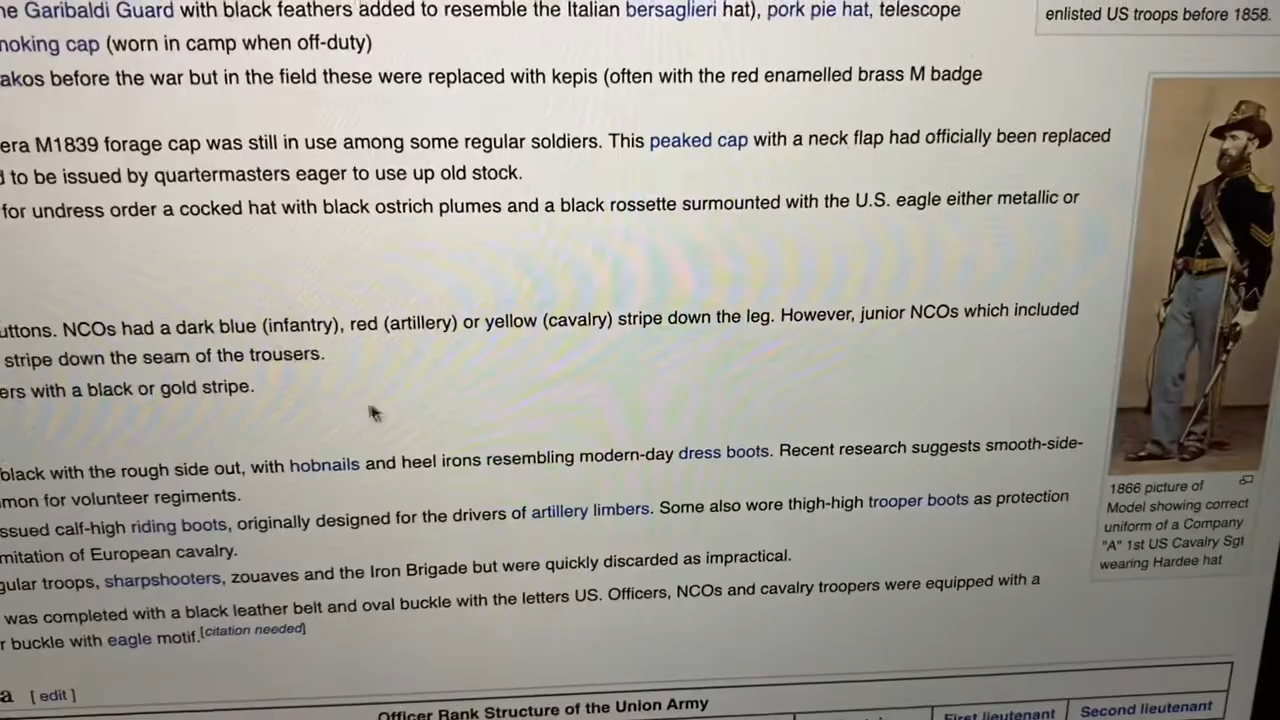 he Garibaldi Guard with black feathers added to resemble the Italian bersaglieri hat), pork pie hat, telescope
moking cap (worn in camp when off-duty)
akos before the war but in the field these were replaced with kepis (often with the red enamelled brass M badge
era M1839 forage cap was still in use among some regular soldiers. This peaked cap with a neck flap had officially been replaced
d to be issued by quartermasters eager to use up old stock.
for undress order a cocked hat with black ostrich plumes and a black rossette surmounted with the U.S. eagle either metallic or
uttons. NCOs had a dark blue (infantry), red (artillery) or yellow (cavalry) stripe down the leg. However, junior NCOs which included
stripe down the seam of the trousers.
ers with a black or gold stripe.
black with the rough side out, with hobnails and heel irons resembling modern-day dress boots. Recent research suggests smooth-side-
mon for volunteer regiments.
ssued calf-high riding boots, originally designed for the drivers of artillery limbers. Some also wore thigh-high trooper boots as protection
mitation of European cavalry.
gular troops, sharpshooters, zouaves and the Iron Brigade but were quickly discarded as impractical.
was completed with a black leather belt and oval buckle with the letters US. Officers, NCOs and cavalry troopers were equipped with a
r buckle with eagle motif.[citation needed]
a [ edit ]
Officer Rank Structure of the Union Army
First lieutenant
Second lieutenant
enlisted US troops before 1858.
1866 picture of
Model showing correct
uniform of a Company
"A" 1st US Cavalry Sgt
wearing Hardee hat